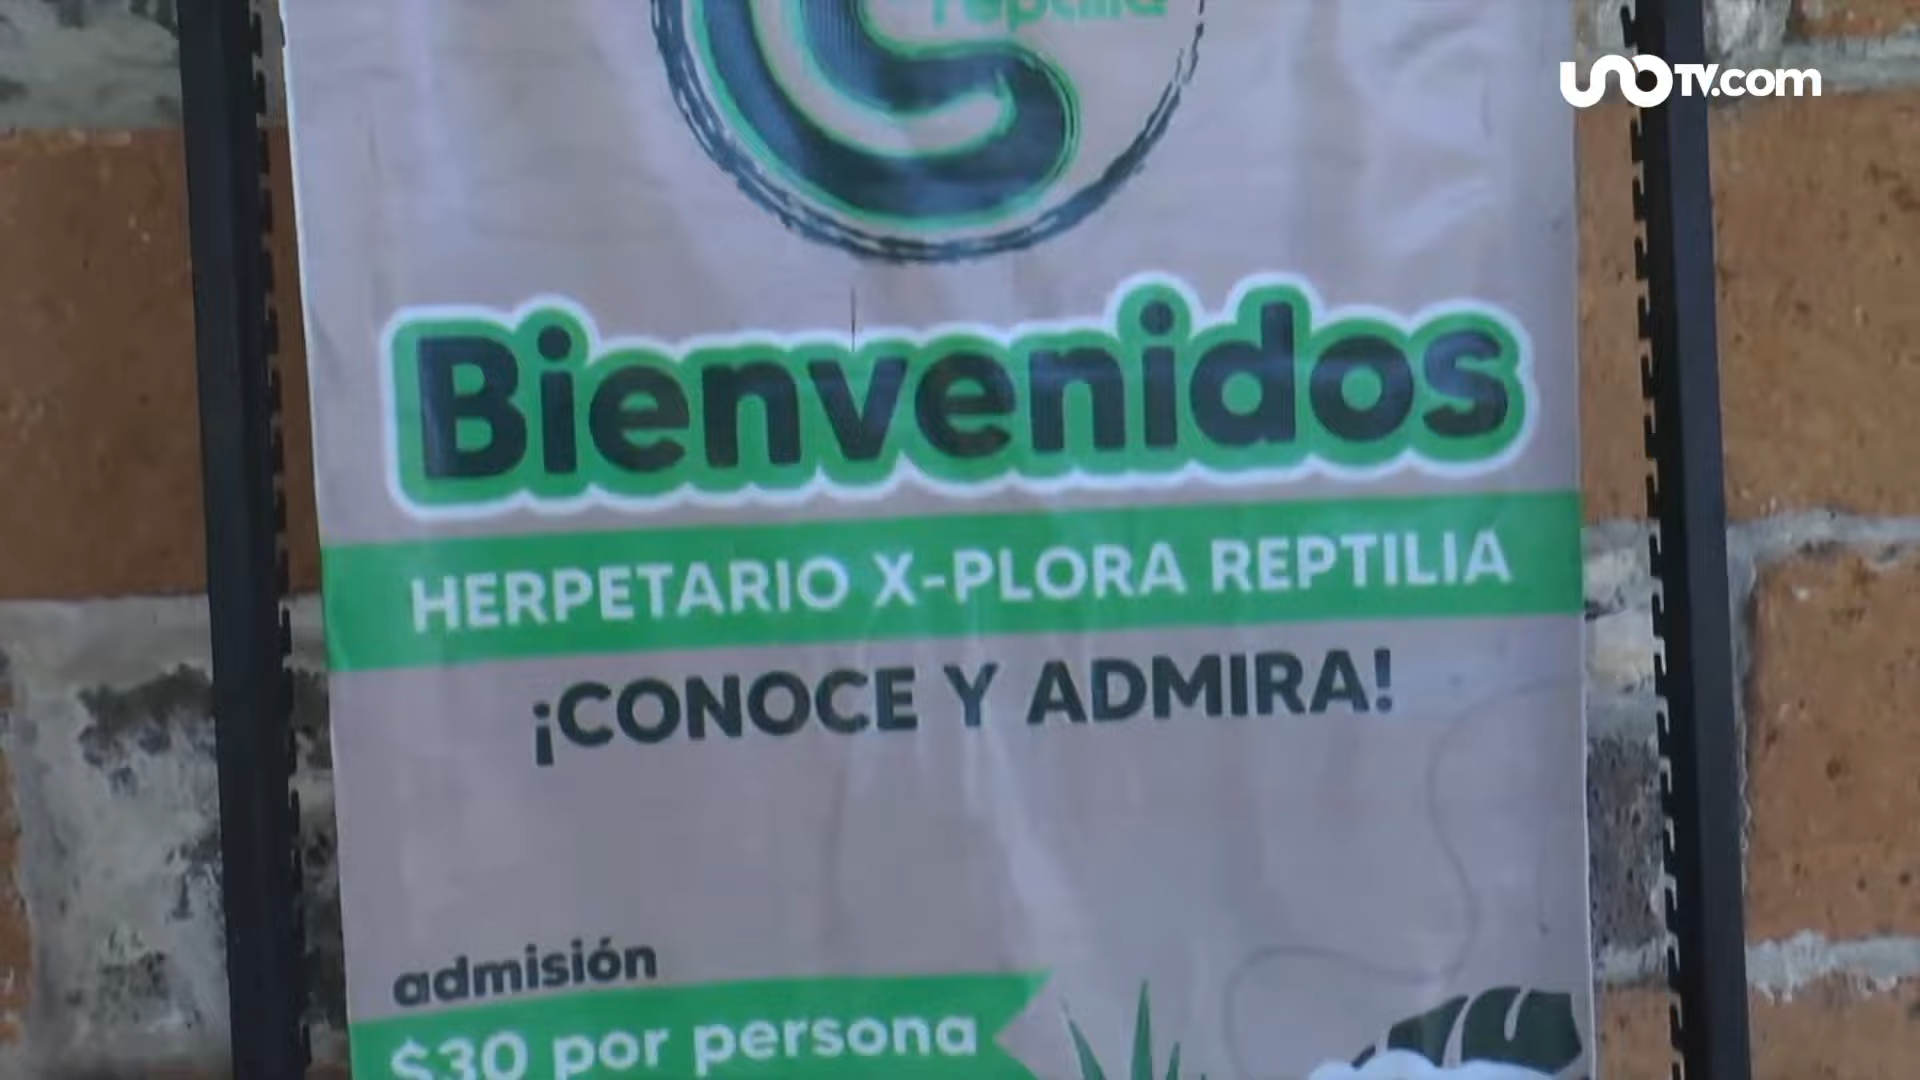 reptilia
UNOTV.com
Bienvenidos
HERPETARIO X-PLORA REPTILIA
¡CONOCE Y ADMIRA!
admisión
$30 por persona